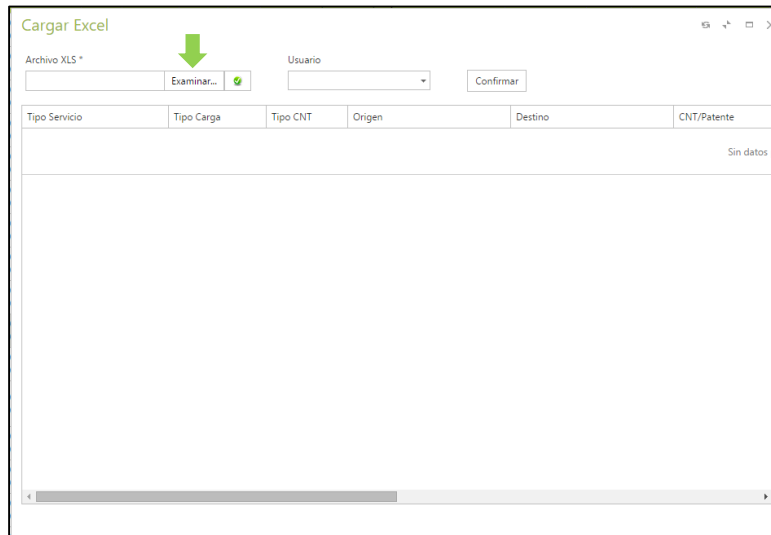 Cargar Excel
Archivo XLS *
Usuario
Examinar...
Confirmar
Tipo Servicio Tipo Carga Tipo CNT Origen Destino CNT/Patente
Sin datos